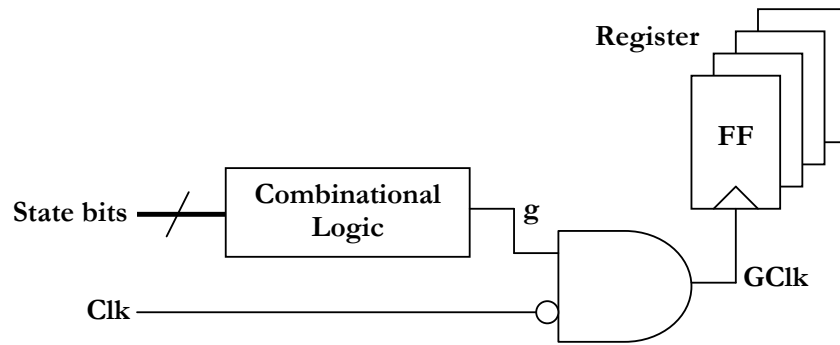 Register
FF
Combinational
Logic
State bits
g
GClk
Clk